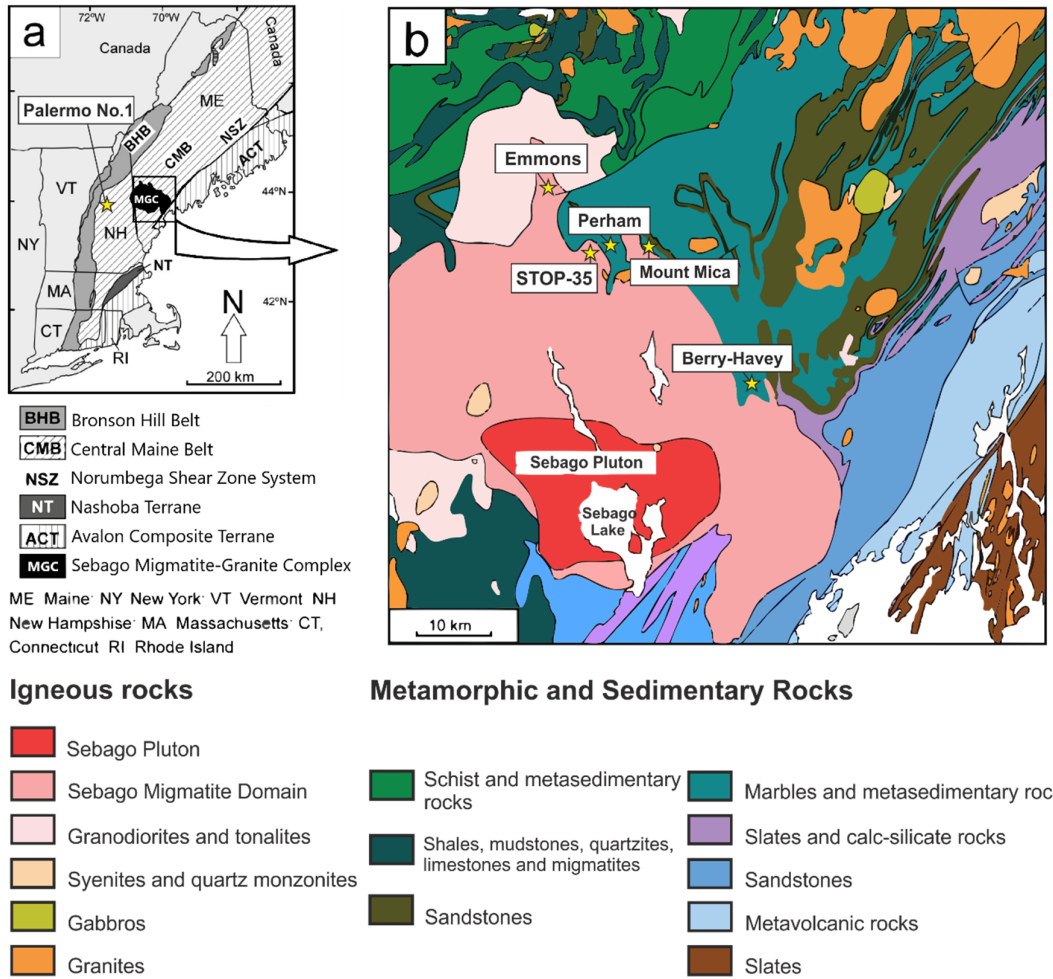 a
72°W
70°W
Canada
Canada
ME
Palermo No.1
BHB
NSZ
CMB
ACT
VT
MGC
44°N
NY
NH
NT
MA
42°N
CT
N
RI
200 km
BHB Bronson Hill Belt
CMB Central Maine Belt
NSZ Norumbega Shear Zone System
NT Nashoba Terrane
ACT Avalon Composite Terrane
MGC Sebago Migmatite-Granite Complex
ME Maine· NY New York· VT Vermont NH
New Hampshise· MA Massachusetts· CT,
Connecticut RI Rhode Island
b
Emmons
Perham
STOP-35
Mount Mica
Berry-Havey
Sebago Pluton
Sebago
Lake
10 km
Igneous rocks
Sebago Pluton
Sebago Migmatite Domain
Granodiorites and tonalites
Syenites and quartz monzonites
Gabbros
Granites
Metamorphic and Sedimentary Rocks
Schist and metasedimentary
rocks
Shales, mudstones, quartzites,
limestones and migmatites
Sandstones
Marbles and metasedimentary roc
Slates and calc-silicate rocks
Sandstones
Metavolcanic rocks
Slates